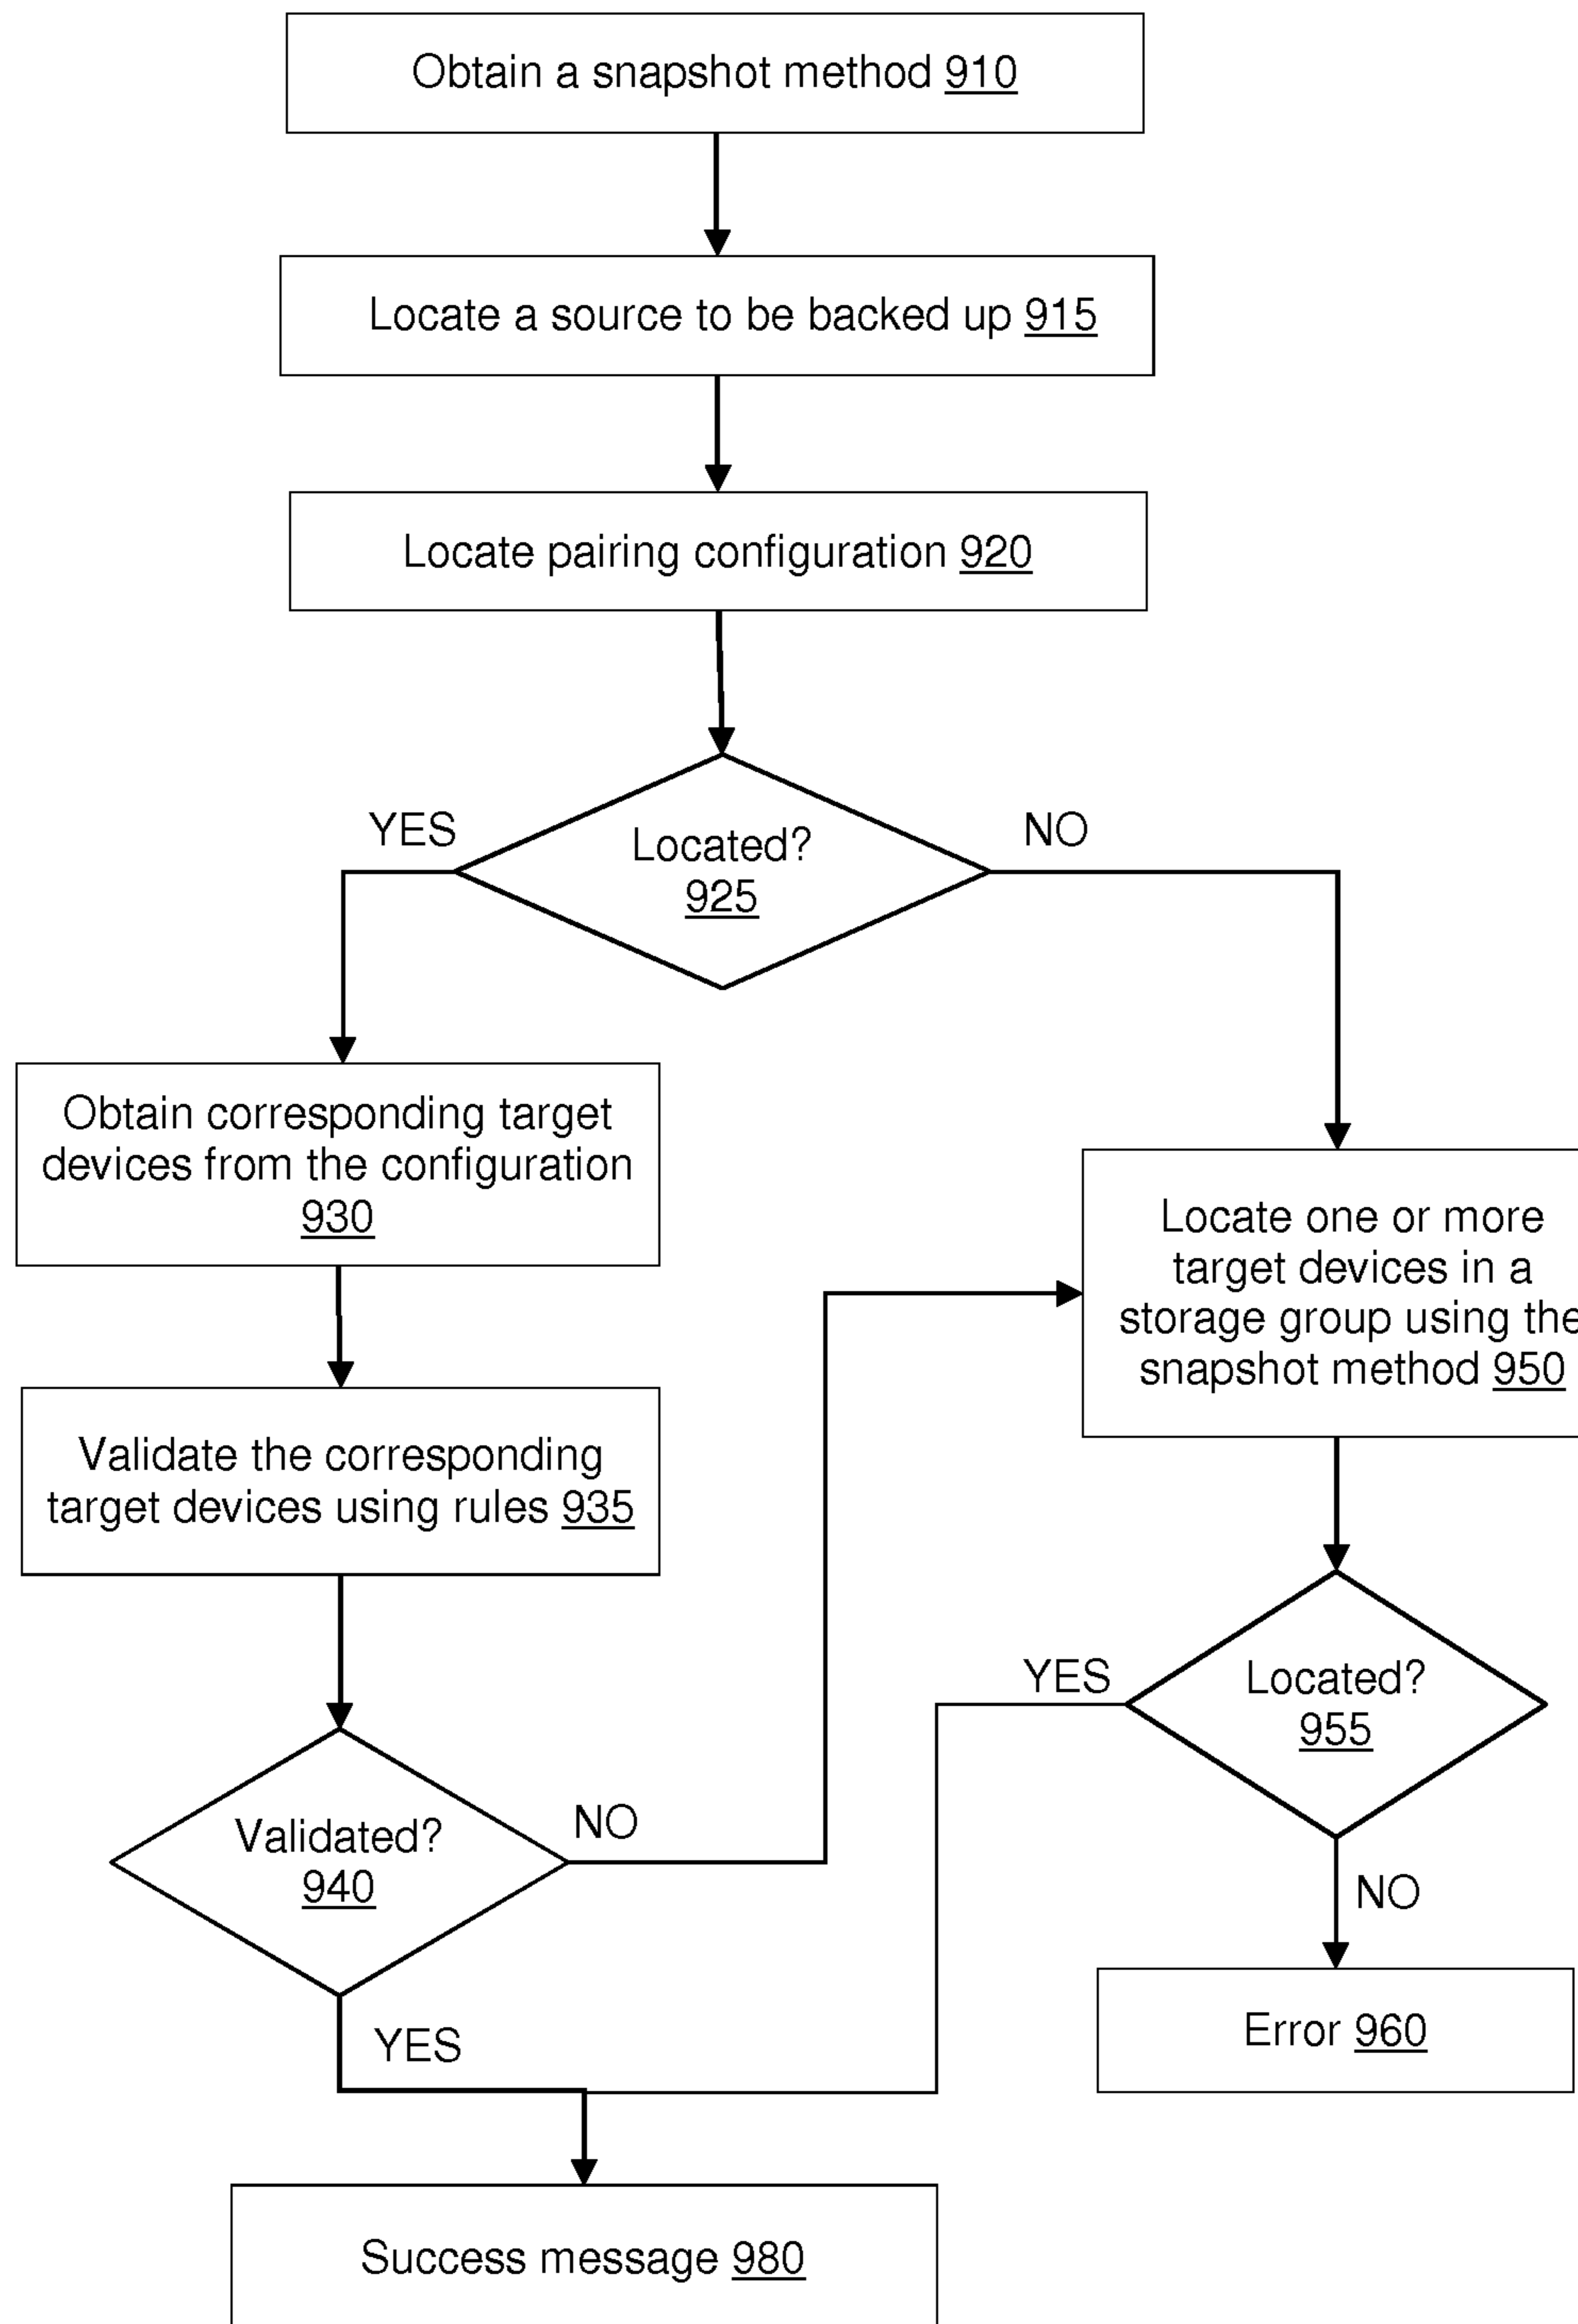 Obtain a snapshot method 910
Locate a source to be backed up 915
Locate pairing configuration 920
YES
Located?
925
NO
Obtain corresponding target
devices from the configuration
930
Locate one or more
target devices in a
storage group using the
snapshot method 950
Validate the corresponding
target devices using rules 935
YES
Located?
955
Validated?
940
NO
NO
YES
Error 960
Success message 980